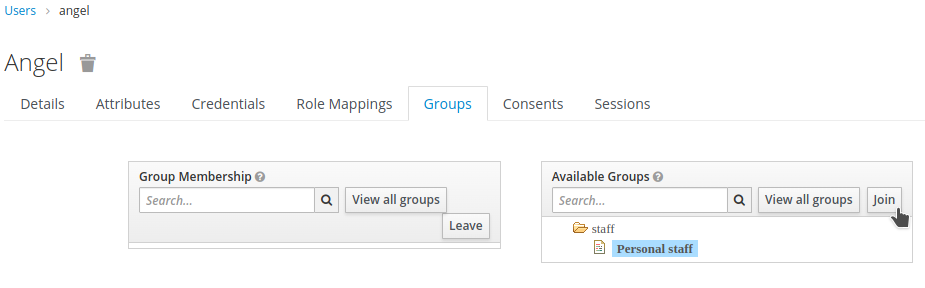 Users > angel
Angel
Details Attributes Credentials Role Mappings Groups Consents Sessions
Group Membership ?
Search... View all groups
Leave
Available Groups ?
Search... View all groups Join
staff
Personal staff